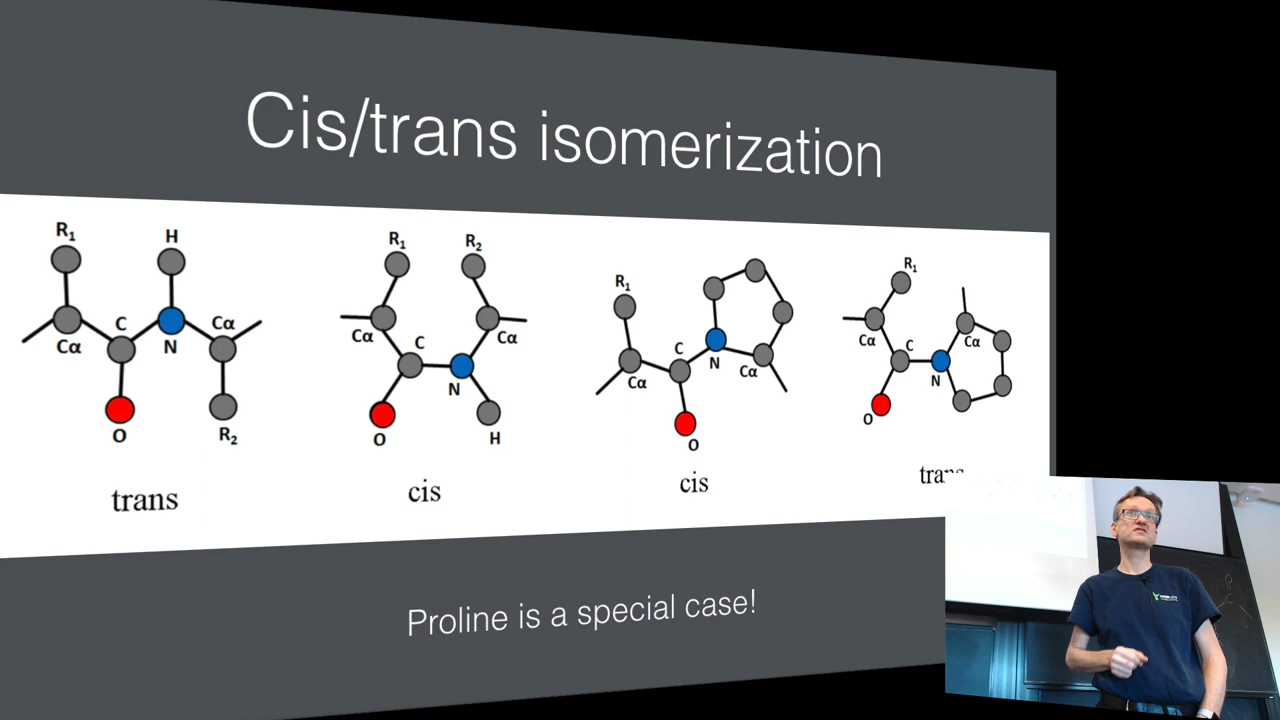 Cis/trans isomerization
R₁
H
Cα
C
N
Cα
O
R₂
trans
R₁
R₂
Cα
C
N
Cα
O
H
cis
R₁
Cα
C
N
Cα
O
cis
R₁
Cα
C
N
Cα
O
Proline is a special case!